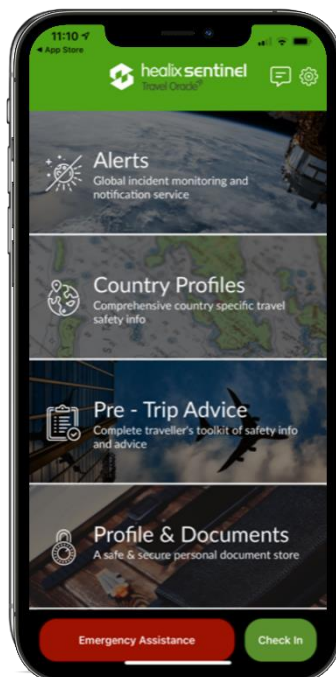 11:10
◀ App Store
healix sentinel
Travel Oracle®
Alerts
Global incident monitoring and
notification service
Country Profiles
Comprehensive country specific travel
safety info
Pre - Trip Advice
Complete traveller's toolkit of safety info
and advice
Profile & Documents
A safe & secure personal document store
Emergency Assistance
Check In